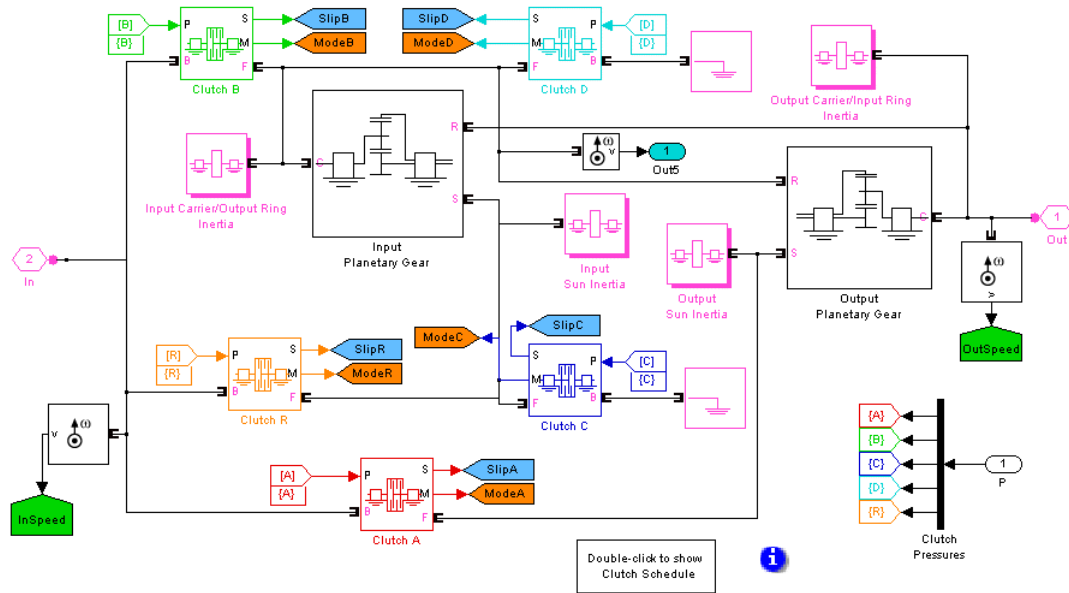 [B]
{B}
P
S
M
B
F
Clutch B
SlipB
ModeB
SlipD
ModeD
S
P
M
F
B
Clutch D
[D]
{D}
Output Carrier/Input Ring
Inertia
Input Carrier/Output Ring
Inertia
C
R
S
Input
Planetary Gear
ω
v
1
Out5
R
S
C
Output
Planetary Gear
Input
Sun Inertia
Output
Sun Inertia
2
In
1
Out
ω
v
OutSpeed
[R]
{R}
P
S
M
B
F
Clutch R
SlipR
ModeR
ModeC
SlipC
S
P
M
F
B
Clutch C
[C]
{C}
v
ω
InSpeed
[A]
{A}
P
S
M
B
F
Clutch A
SlipA
ModeA
{A}
{B}
{C}
{D}
{R}
1
P
Clutch
Pressures
Double-click to show
Clutch Schedule
i